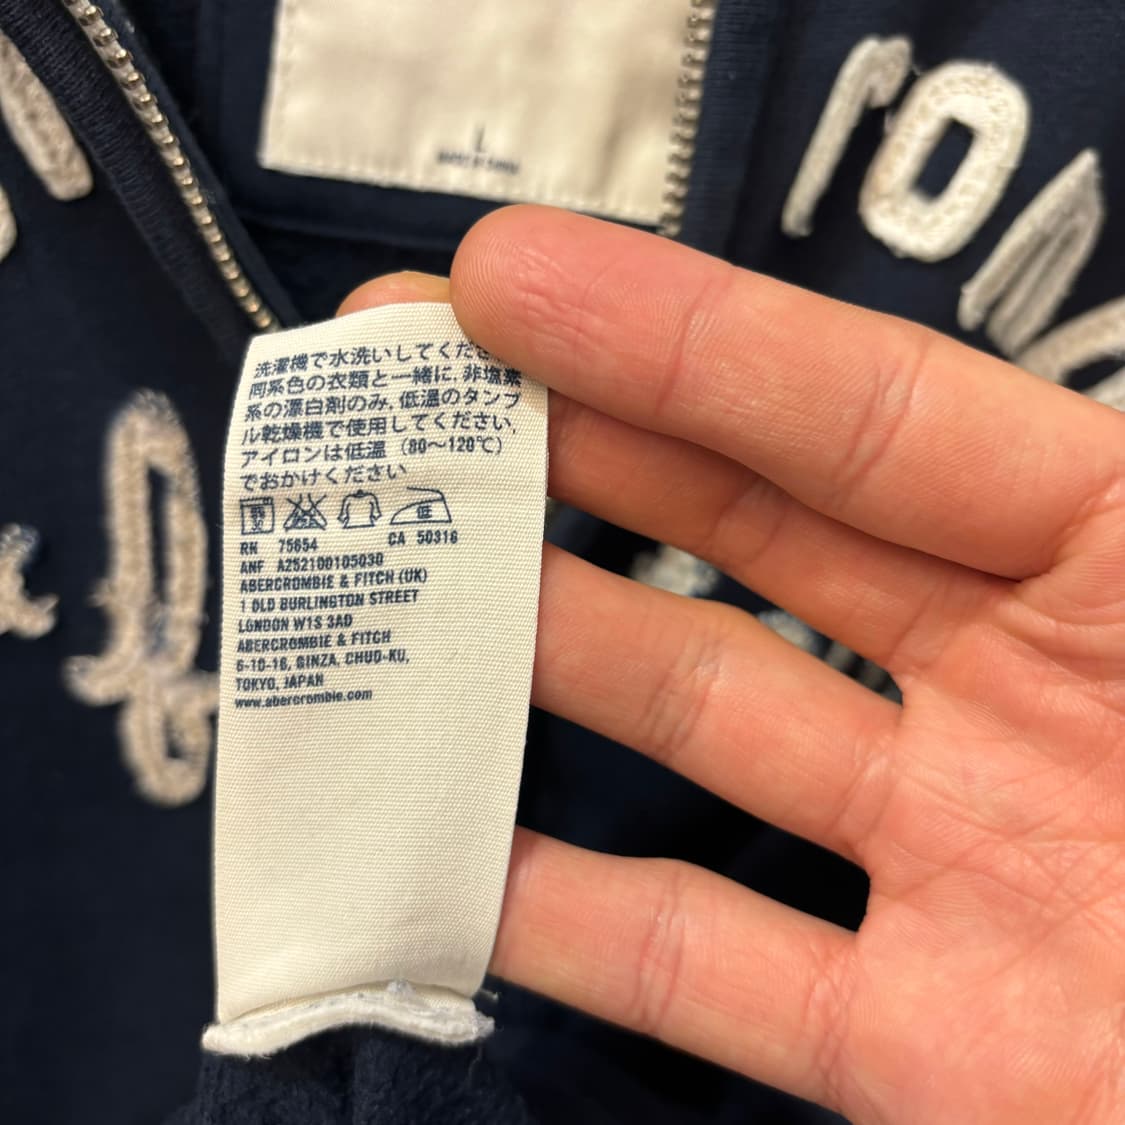 L
rom
洗濯機で水洗いしてくださ
同系色の衣類と一緒に, 非塩素
系の漂白剤のみ, 低温のタンブ
ル乾燥機で使用してください,
アイロンは低温 (80〜120℃)
でおかけください
低
RN 75654 CA 50316
ANF AZ52100105030
ABERCROMBIE & FITCH (UK)
1 OLD BURLINGTON STREET
LONDON W1S 3AD
ABERCROMBIE & FITCH
6-10-16, GINZA, CHUO-KU,
TOKYO, JAPAN
www.abercrombie.com